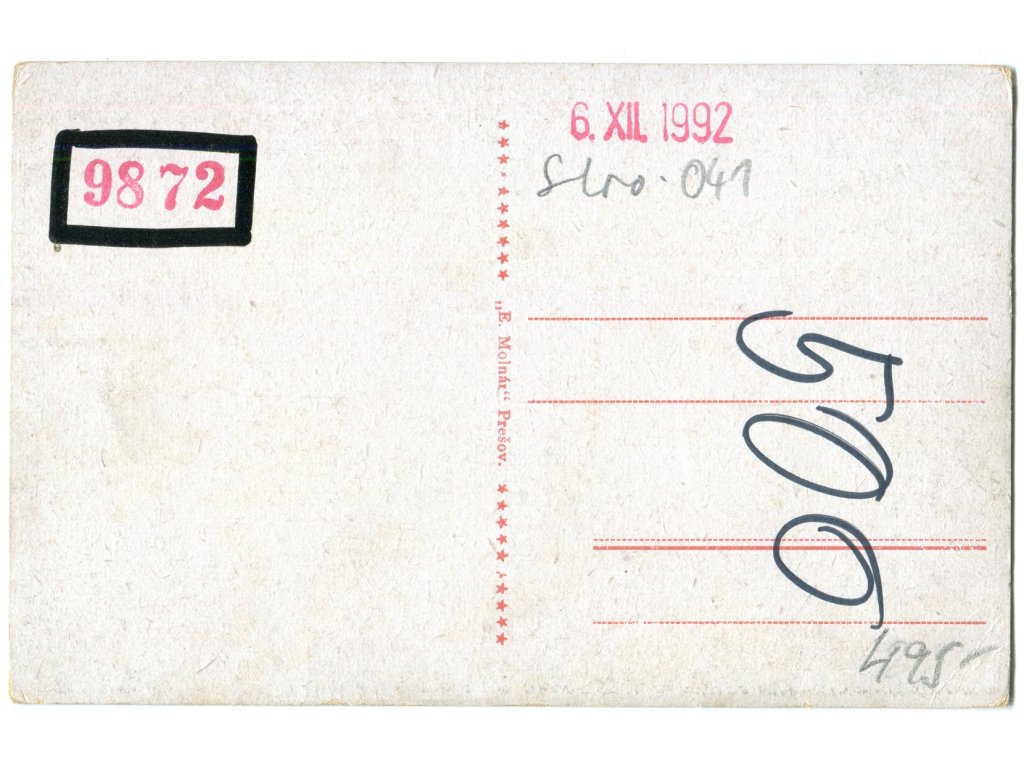 9872
6. XII. 1992
Slro. 041
„E. Molnár“ Prešov.
500
495-